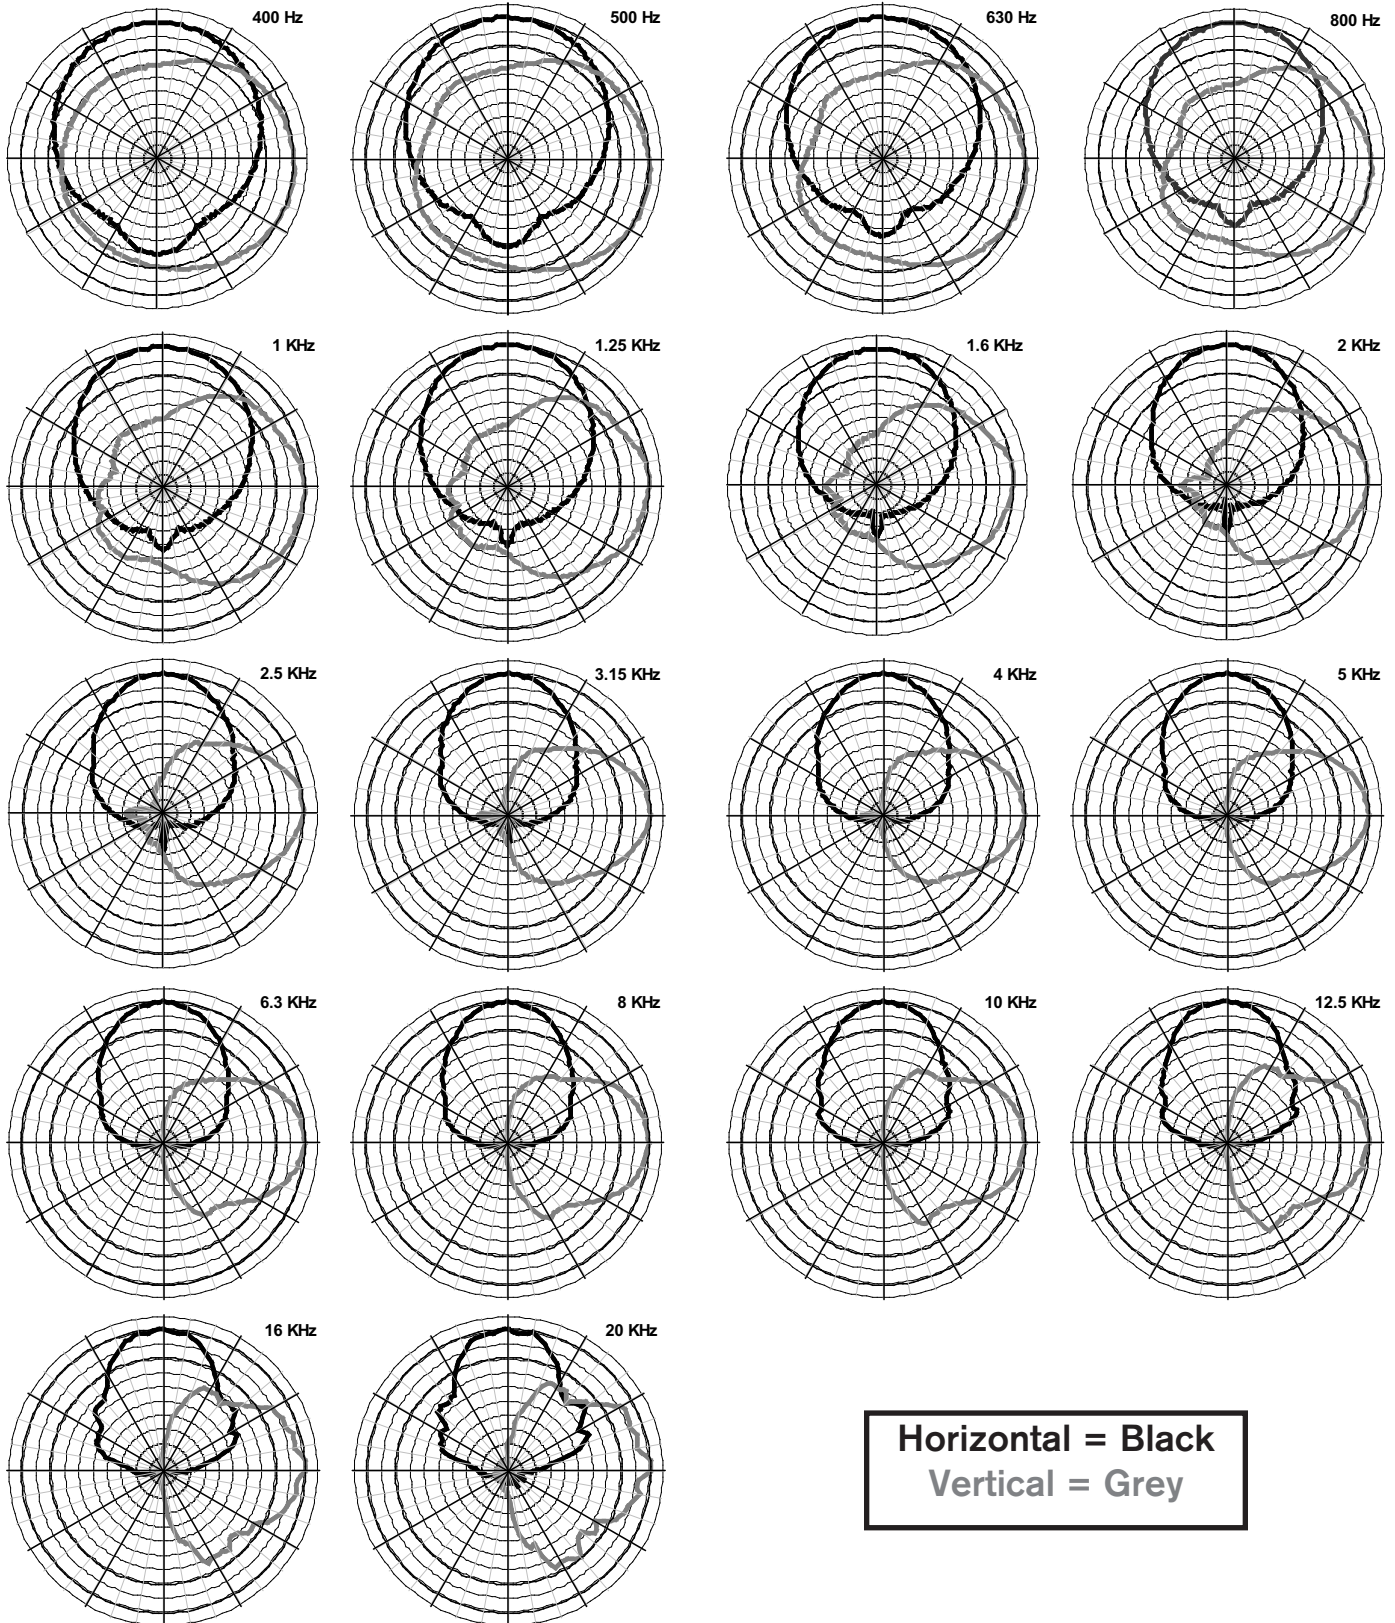 400 Hz
500 Hz
630 Hz
800 Hz
1 KHz
1.25 KHz
1.6 KHz
2 KHz
2.5 KHz
3.15 KHz
4 KHz
5 KHz
6.3 KHz
8 KHz
10 KHz
12.5 KHz
16 KHz
20 KHz
Horizontal = Black
Vertical = Grey